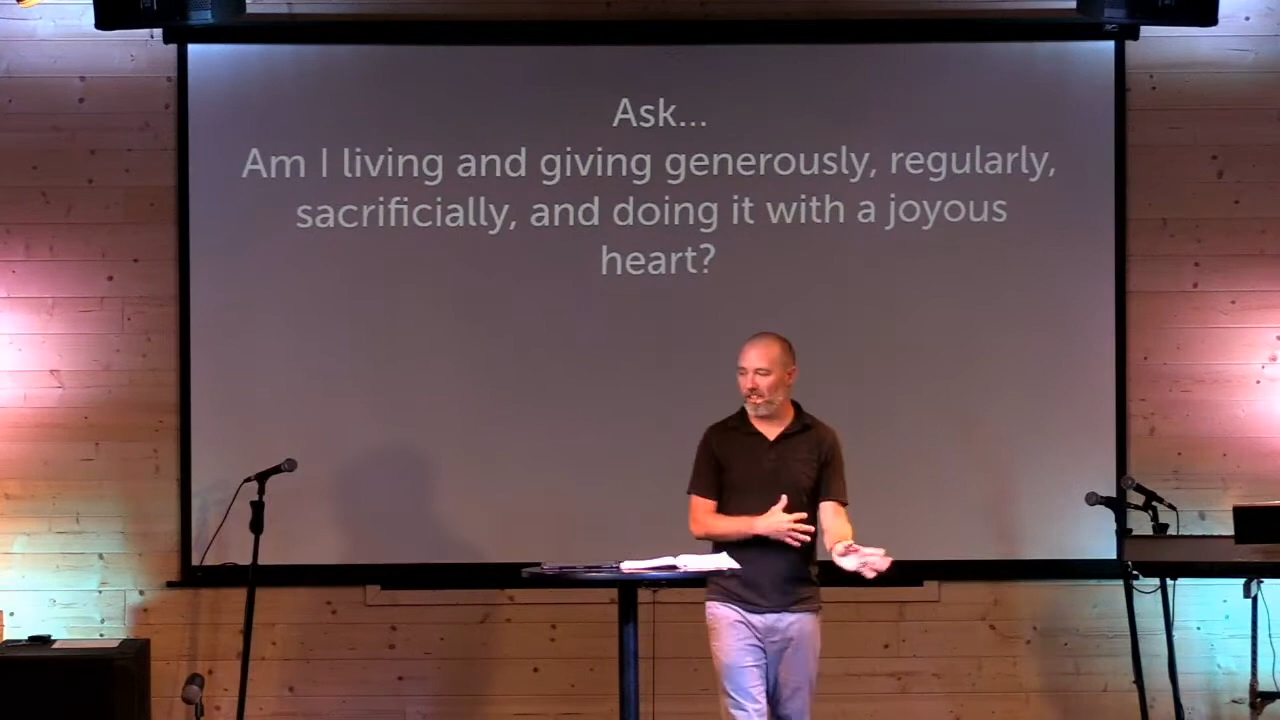 Ask...
Am I living and giving generously, regularly,
sacrificially, and doing it with a joyous
heart?